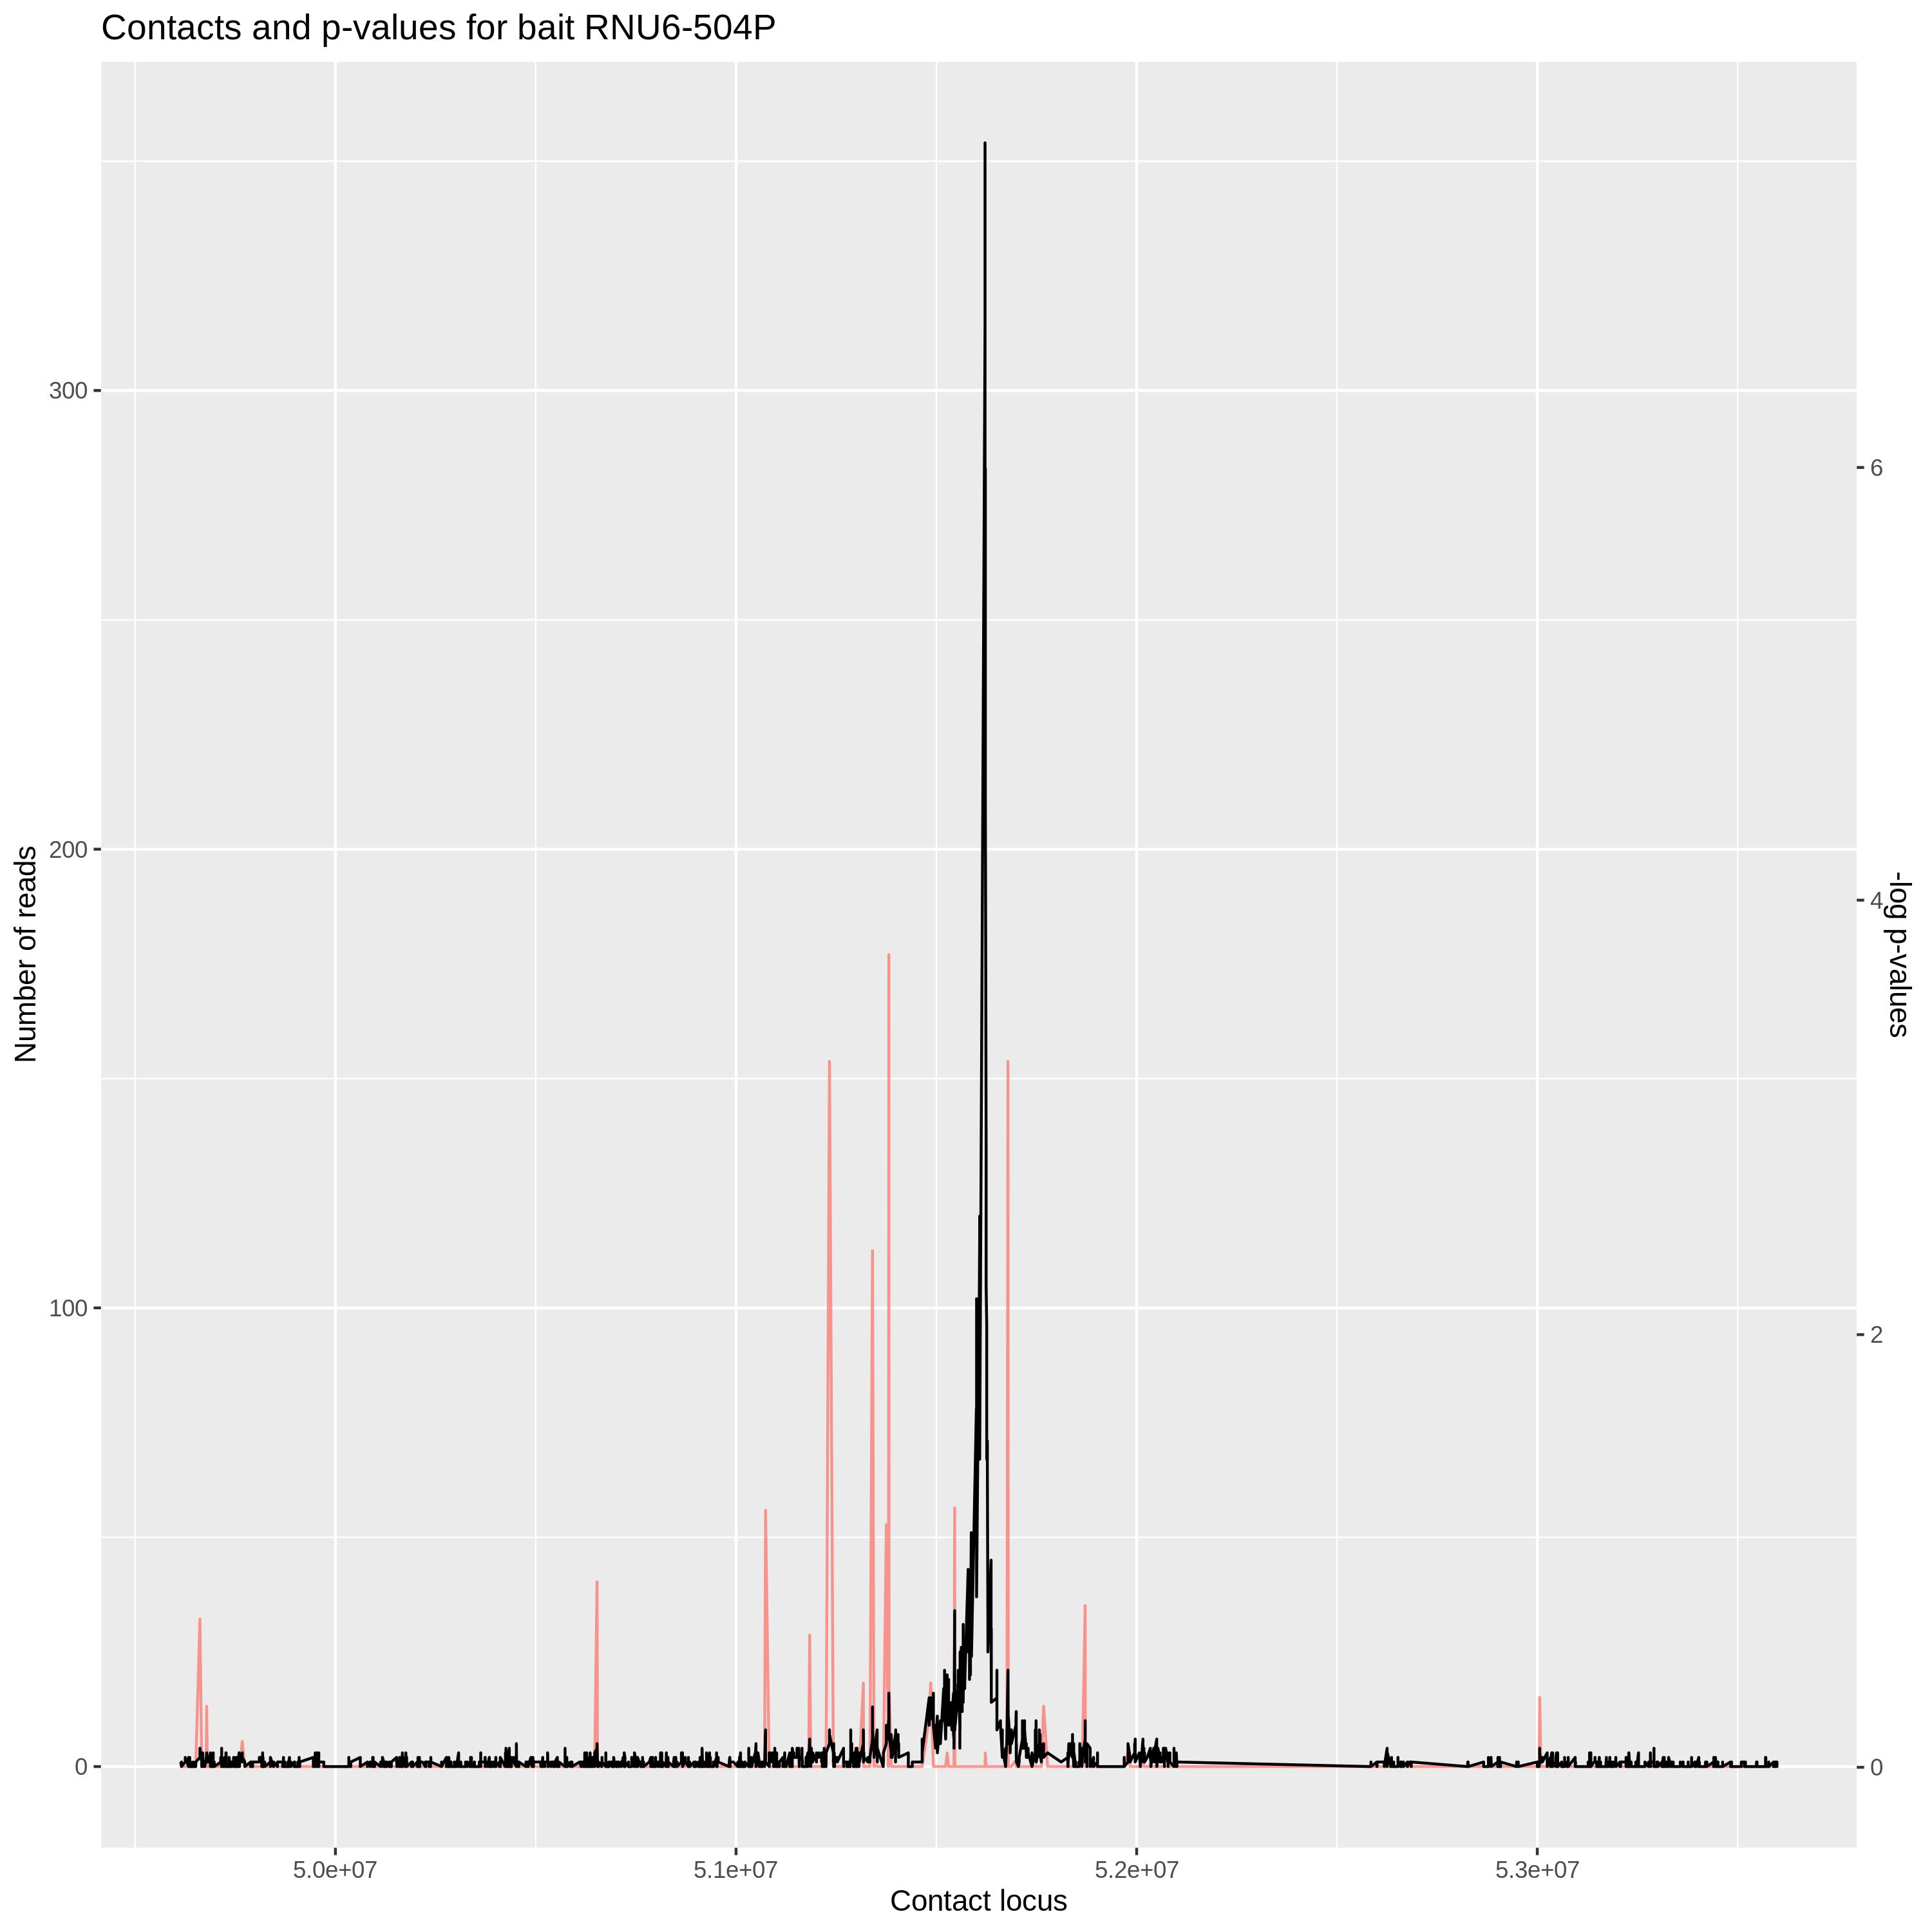 Contacts and p-values for bait RNU6-504P
Number of reads
300
200
100
0
6
4
2
0
-log p-values
5.0e+07
5.1e+07
5.2e+07
5.3e+07
Contact locus